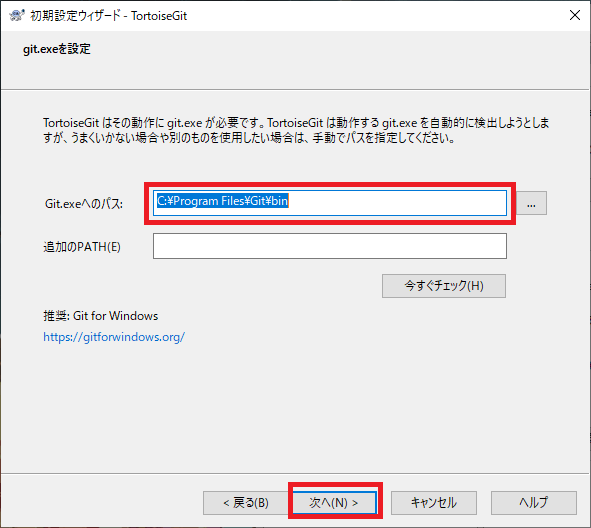 初期設定ウィザード - TortoiseGit
git.exeを設定
TortoiseGit はその動作に git.exe が必要です。TortoiseGit は動作する git.exe を自動的に検出しようとしま
すが、うまくいかない場合や別のものを使用したい場合は、手動でパスを指定してください。
Git.exeへのパス: C:¥Program Files¥Git¥bin ...
追加のPATH(E)
今すぐチェック(H)
推奨: Git for Windows
https://gitforwindows.org/
< 戻る(B) 次へ(N) > キャンセル ヘルプ